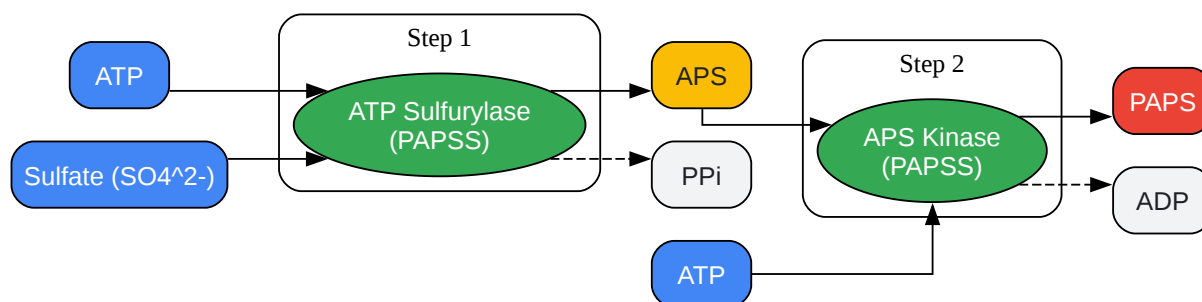 Step 1
ATP
ATP Sulfurylase
(PAPSS)
Sulfate (SO4^2-)
APS
PPi
Step 2
APS Kinase
(PAPSS)
ATP
PAPS
ADP